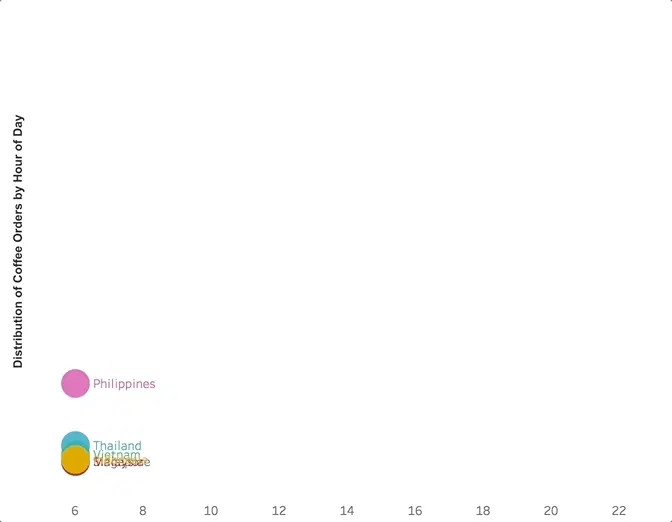 Distribution of Coffee Orders by Hour of Day
Philippines
Thailand
Vietnam
6 8 10 12 14 16 18 20 22